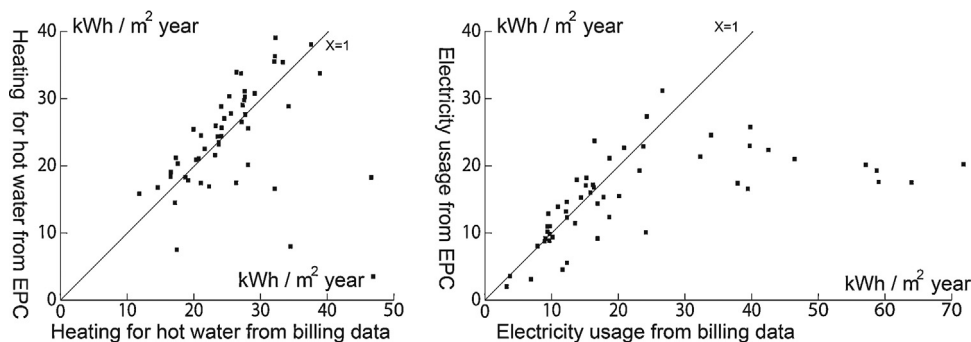 kWh / m² year
40
30
20
10
0
X=1
Heating for hot water from EPC
kWh / m² year
0 10 20 30 40 50
Heating for hot water from billing data
kWh / m² year
40
30
20
10
0
X=1
Electricity usage from EPC
kWh / m² year
0 10 20 30 40 50 60 70
Electricity usage from billing data